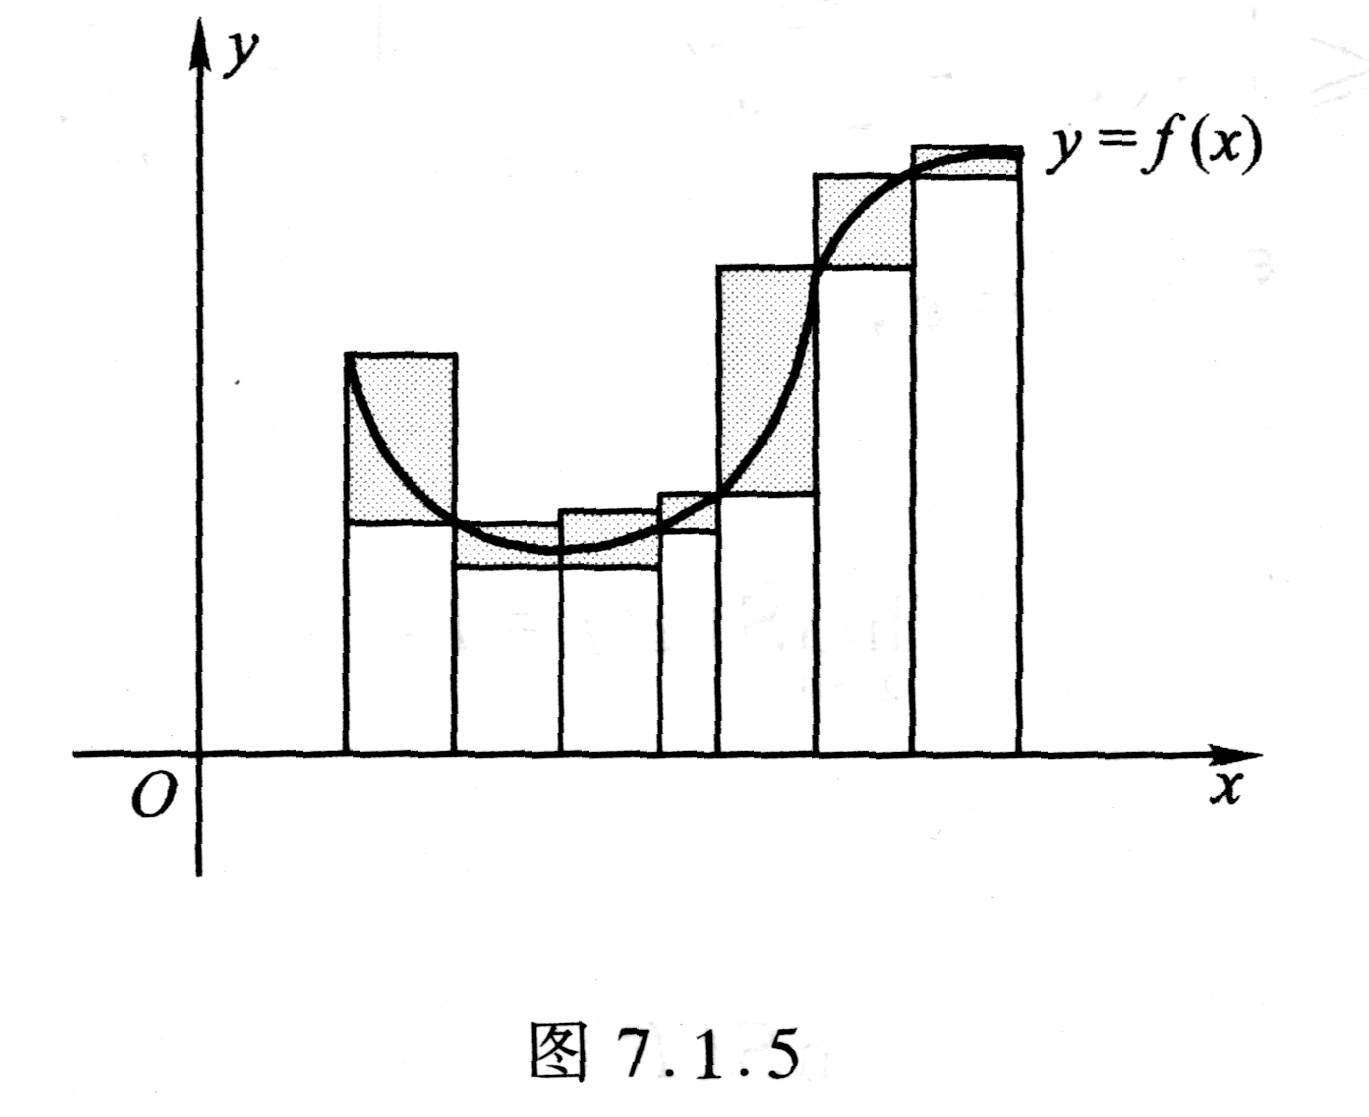 y
y = f(x)
O
x
图 7.1.5